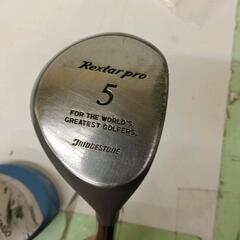 Rextar pro
5
FOR THE WORLD'S
GREATEST GOLFERS.
BRIDGESTONE